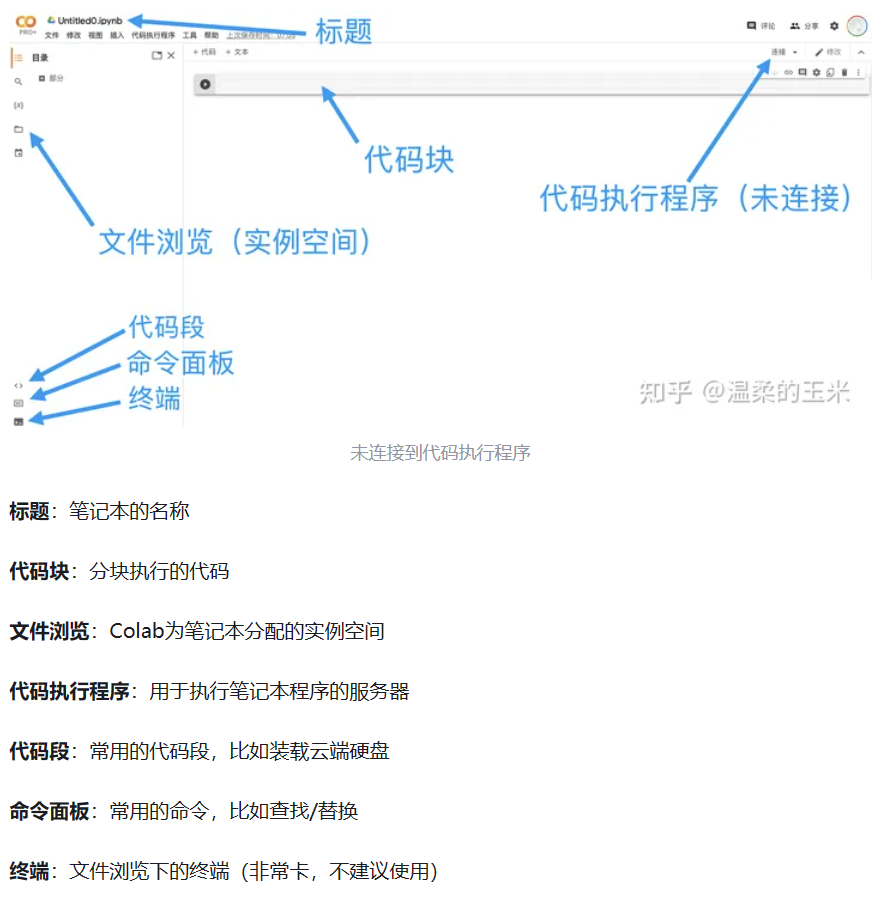 CO Untitled0.ipynb
PRO+ 文件 修改 视图 插入 代码执行程序 工具 帮助
标题
评论 分享
目录
+ 代码 + 文本
连接 修改
部分
{x}
代码块
代码执行程序（未连接）
文件浏览（实例空间）
代码段
命令面板
终端
知乎 @温柔的玉米
未连接到代码执行程序
标题：笔记本的名称
代码块：分块执行的代码
文件浏览：Colab为笔记本分配的实例空间
代码执行程序：用于执行笔记本程序的服务器
代码段：常用的代码段，比如装载云端硬盘
命令面板：常用的命令，比如查找/替换
终端：文件浏览下的终端（非常卡，不建议使用）